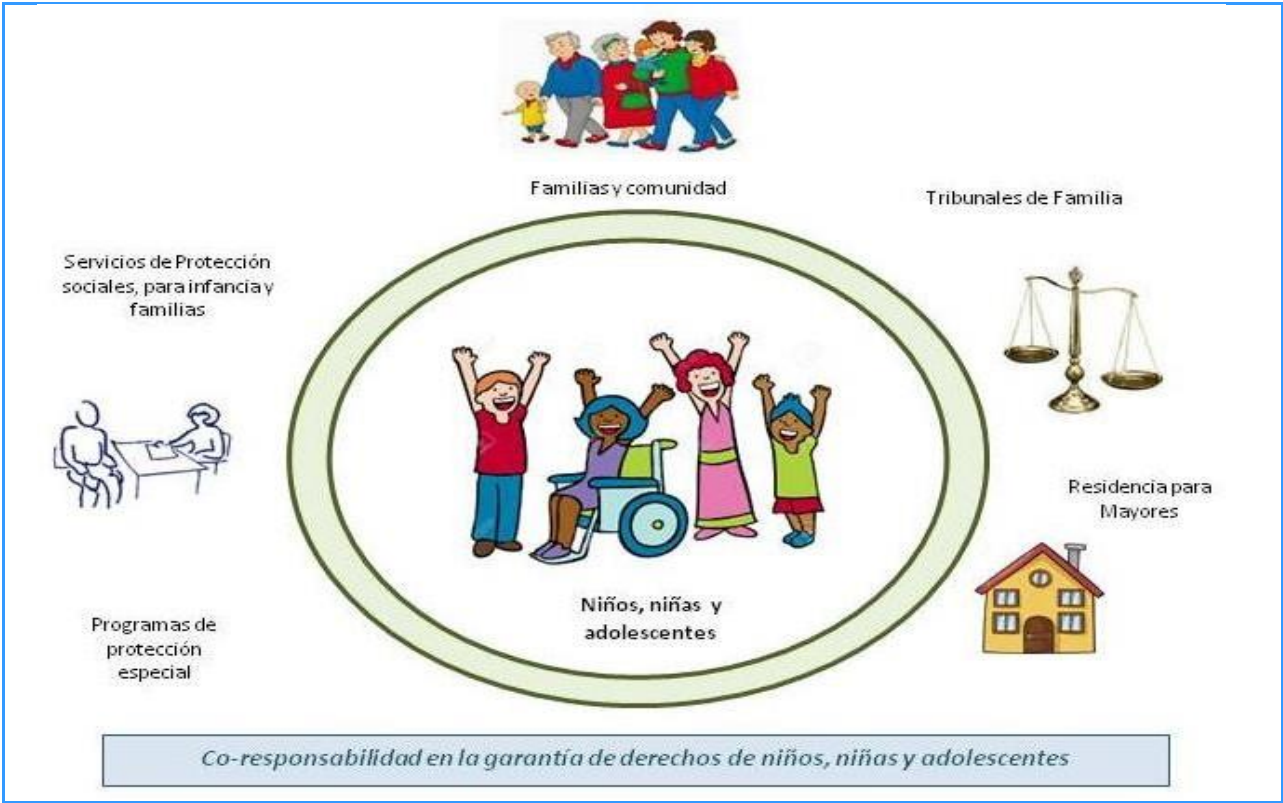 Familias y comunidad
Tribunales de Familia
Servicios de Protección
sociales, para infancia y
familias
Residencia para
Mayores
Niños, niñas y
adolescentes
Programas de
protección
especial
Co-responsabilidad en la garantía de derechos de niños, niñas y adolescentes